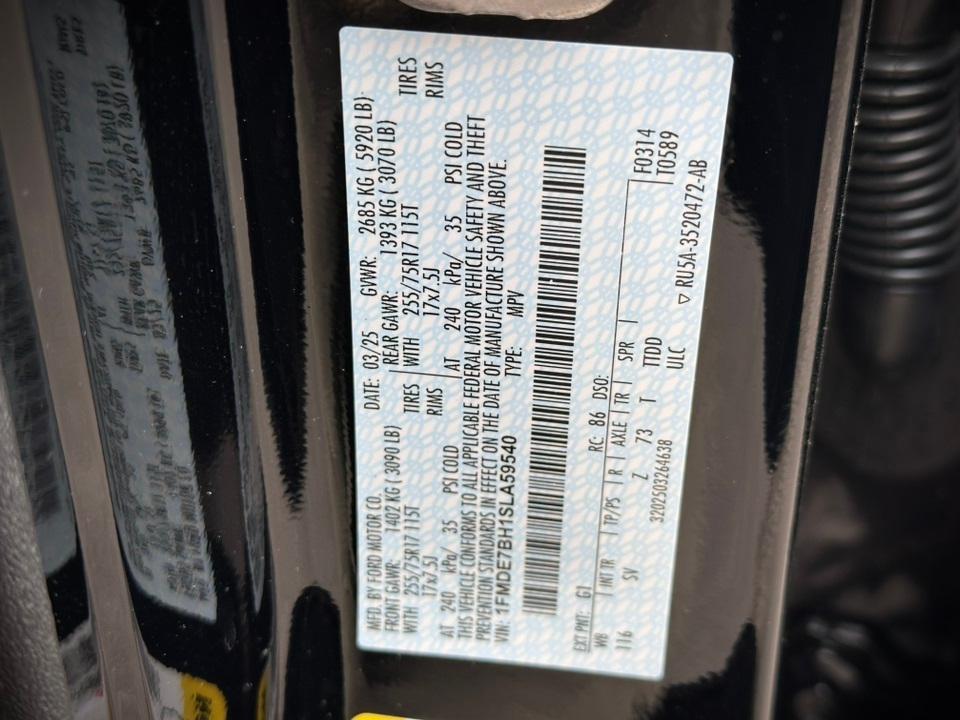 MFD. BY FORD MOTOR CO.
DATE: 03/25 GVWR: 2685 KG ( 5920 LB)
FRONT GAWR: 1402 KG ( 3090 LB) REAR GAWR: 1393 KG ( 3070 LB)
WITH 255/75R17 115T TIRES WITH 255/75R17 115T TIRES
17x7.5J RIMS 17x7.5J RIMS
AT 240 kPa/ 35 PSI COLD AT 240 kPa/ 35 PSI COLD
THIS VEHICLE CONFORMS TO ALL APPLICABLE FEDERAL MOTOR VEHICLE SAFETY AND THEFT
PREVENTION STANDARDS IN EFFECT ON THE DATE OF MANUFACTURE SHOWN ABOVE.
VIN: 1FMDE7BH1SLA59540 TYPE: MPV
EXT PNT: G1 RC: 86 DSO: F0314
WB INTR TP/PS R AXLE TR SPR T0589
116 SV Z 73 T TTDD
ULC
3202503264638 ▽ RU5A-3520472-AB